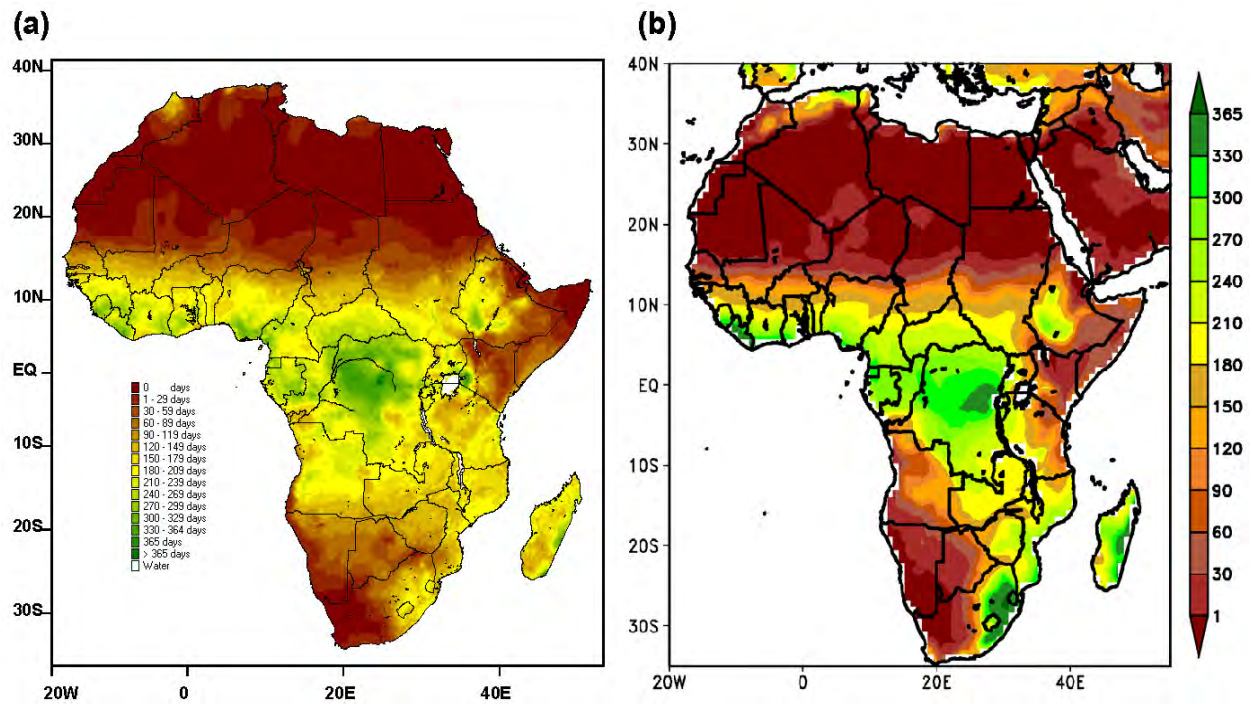 (a)
(b)
40N
30N
20N
10N
EQ
10S
20S
30S
0 days
1 - 29 days
30 - 59 days
60 - 89 days
90 - 119 days
120 - 149 days
150 - 179 days
180 - 209 days
210 - 239 days
240 - 269 days
270 - 299 days
300 - 329 days
330 - 364 days
365 days
> 365 days
Water
20W 0 20E 40E
40N
30N
20N
10N
EQ
10S
20S
30S
20W 0 20E 40E
365
330
300
270
240
210
180
150
120
90
60
30
1